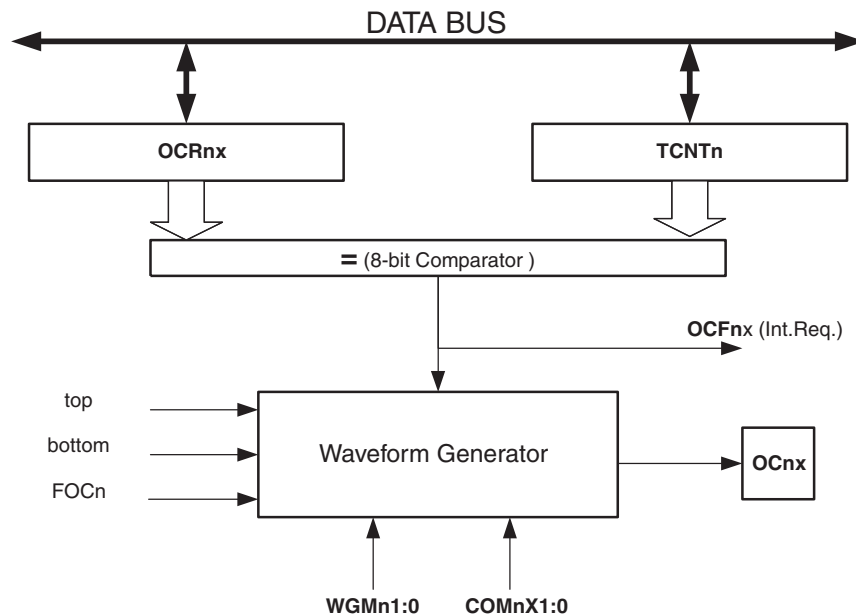 DATA BUS
OCRnx
TCNTn
= (8-bit Comparator )
OCFnx (Int.Req.)
top
bottom
FOCn
Waveform Generator
OCnx
WGMn1:0
COMnX1:0